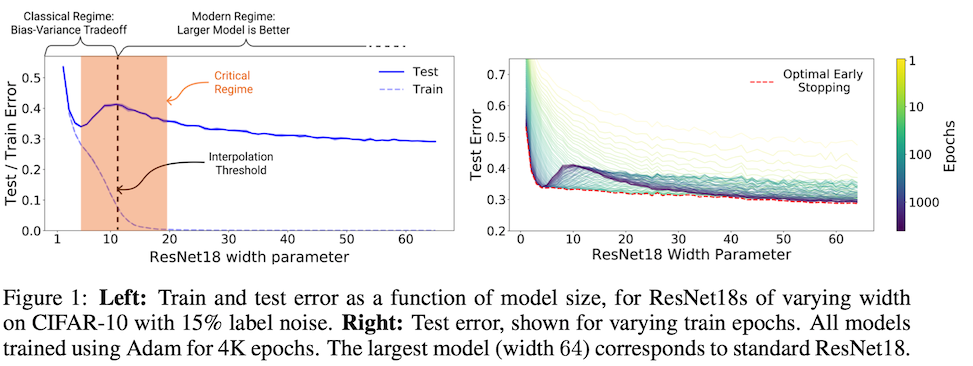 Classical Regime:
Bias-Variance Tradeoff
Modern Regime:
Larger Model is Better
Test / Train Error
0.5
0.4
0.3
0.2
0.1
0.0
Test
Train
Critical
Regime
Interpolation
Threshold
1
10
20
30
40
50
60
ResNet18 width parameter
Test Error
0.7
0.6
0.5
0.4
0.3
0.2
Optimal Early
Stopping
0
10
20
30
40
50
60
ResNet18 Width Parameter
1
10
100
1000
Epochs
Figure 1: Left: Train and test error as a function of model size, for ResNet18s of varying width
on CIFAR-10 with 15% label noise. Right: Test error, shown for varying train epochs. All models
trained using Adam for 4K epochs. The largest model (width 64) corresponds to standard ResNet18.